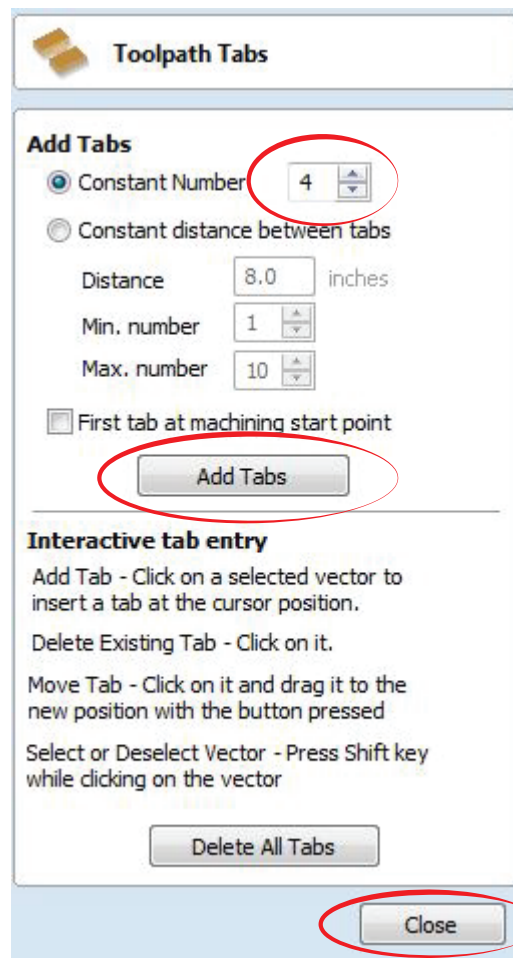 Toolpath Tabs
Add Tabs
Constant Number 4
Constant distance between tabs
Distance 8.0 inches
Min. number 1
Max. number 10
First tab at machining start point
Add Tabs
Interactive tab entry
Add Tab - Click on a selected vector to
insert a tab at the cursor position.
Delete Existing Tab - Click on it.
Move Tab - Click on it and drag it to the
new position with the button pressed
Select or Deselect Vector - Press Shift key
while clicking on the vector
Delete All Tabs
Close